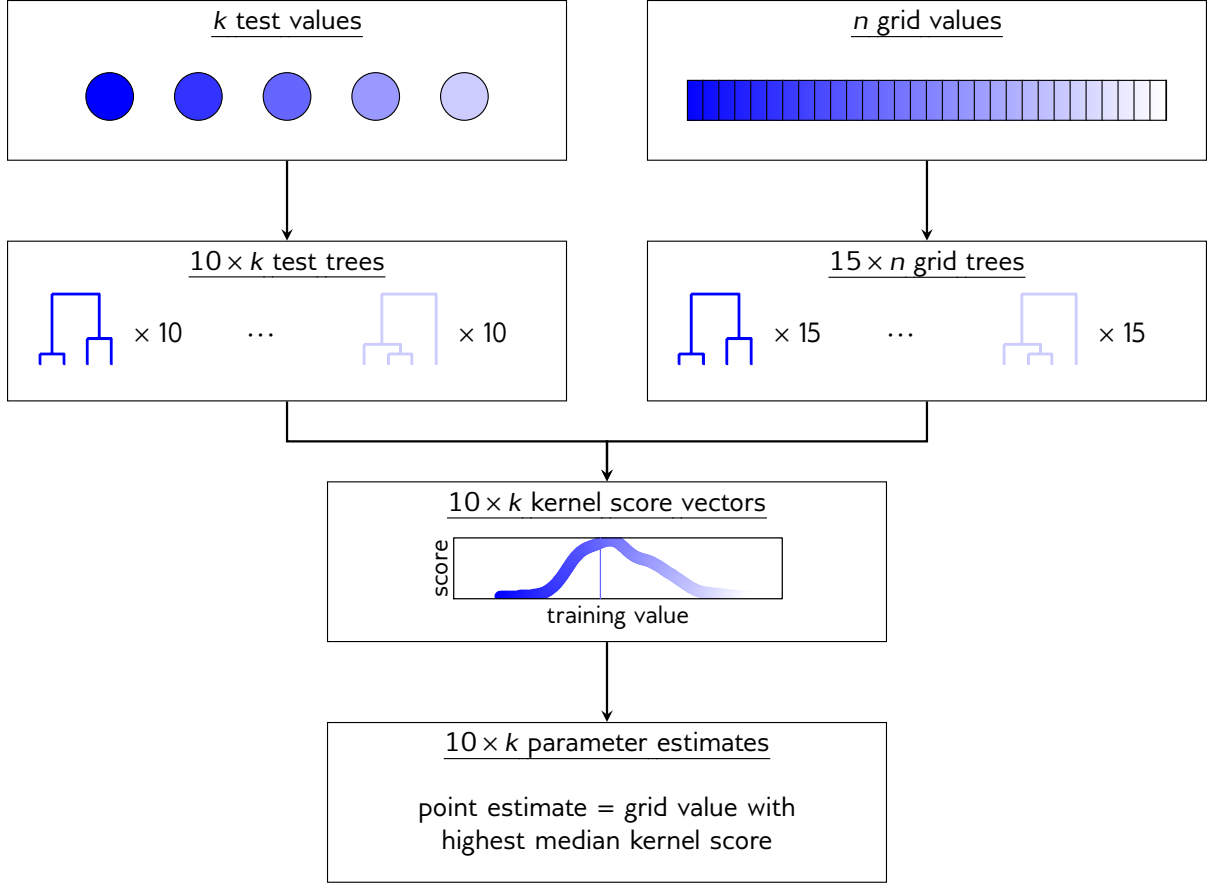 k test values
n grid values
10 × k test trees
× 10 ... × 10
15 × n grid trees
× 15 ... × 15
10 × k kernel score vectors
score
training value
10 × k parameter estimates
point estimate = grid value with
highest median kernel score